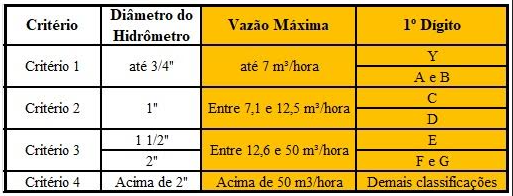 Critério Diâmetro do Hidrômetro Vazão Máxima 1º Dígito
Critério 1 até 3/4" até 7 m³/hora Y
A e B
Critério 2 1" Entre 7,1 e 12,5 m³/hora C
D
Critério 3 1 1/2" Entre 12,6 e 50 m³/hora E
2" F e G
Critério 4 Acima de 2" Acima de 50 m3/hora Demais classificações